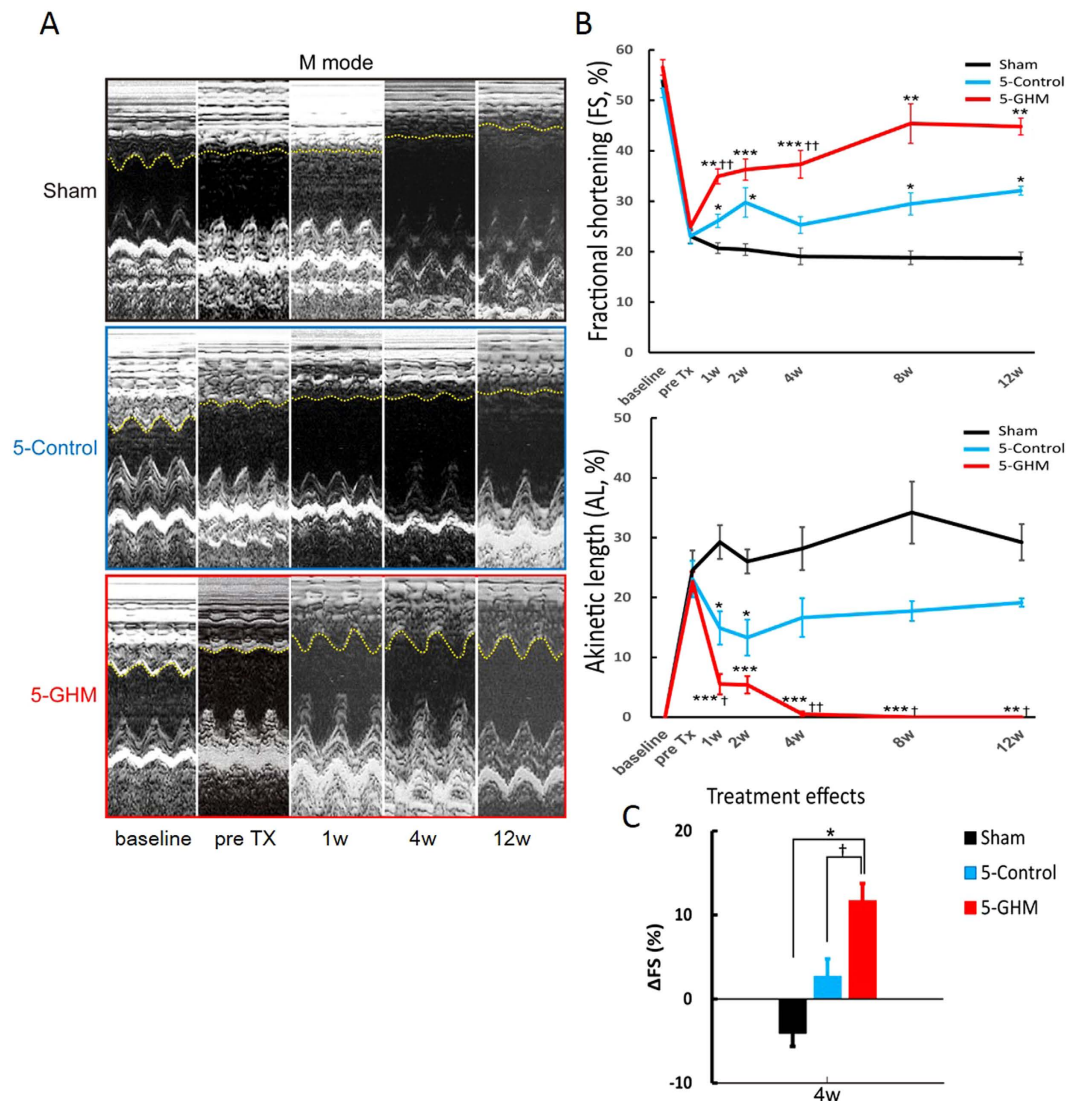 A
M mode
Sham
5-Control
5-GHM
baseline
pre TX
1w
4w
12w
B
Fractional shortening (FS, %)
60
50
40
30
20
10
0
Sham
5-Control
5-GHM
**††
***
***††
**
**
*
*
*
*
baseline
pre Tx
1w
2w
4w
8w
12w
Akinetic length (AL, %)
50
40
30
20
10
0
Sham
5-Control
5-GHM
*
*
***†
***
***††
***†
**†
baseline
pre Tx
1w
2w
4w
8w
12w
C
Treatment effects
ΔFS (%)
20
10
0
-10
*
†
Sham
5-Control
5-GHM
4w